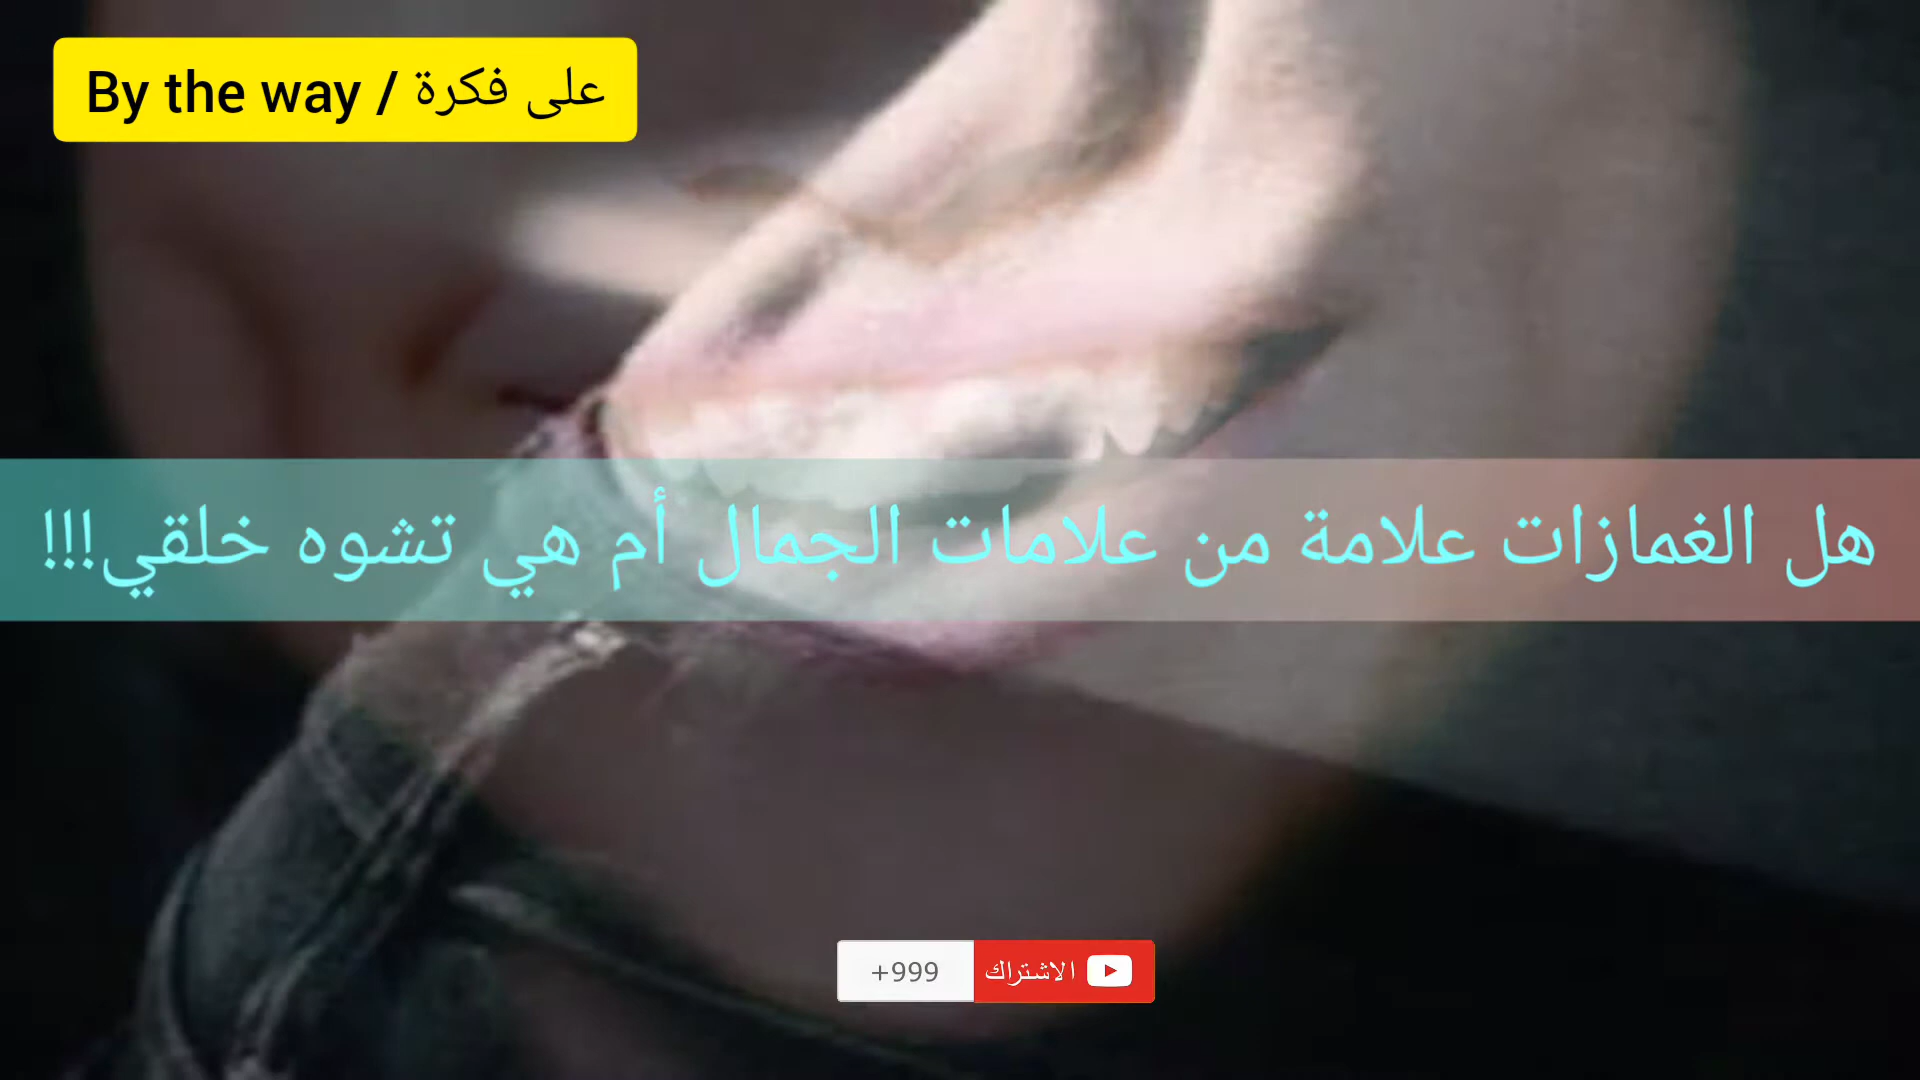 By the way / على فكرة
هل الغمازات علامة من علامات الجمال أم هي تشوه خلقي!!!
+999
الاشتراك